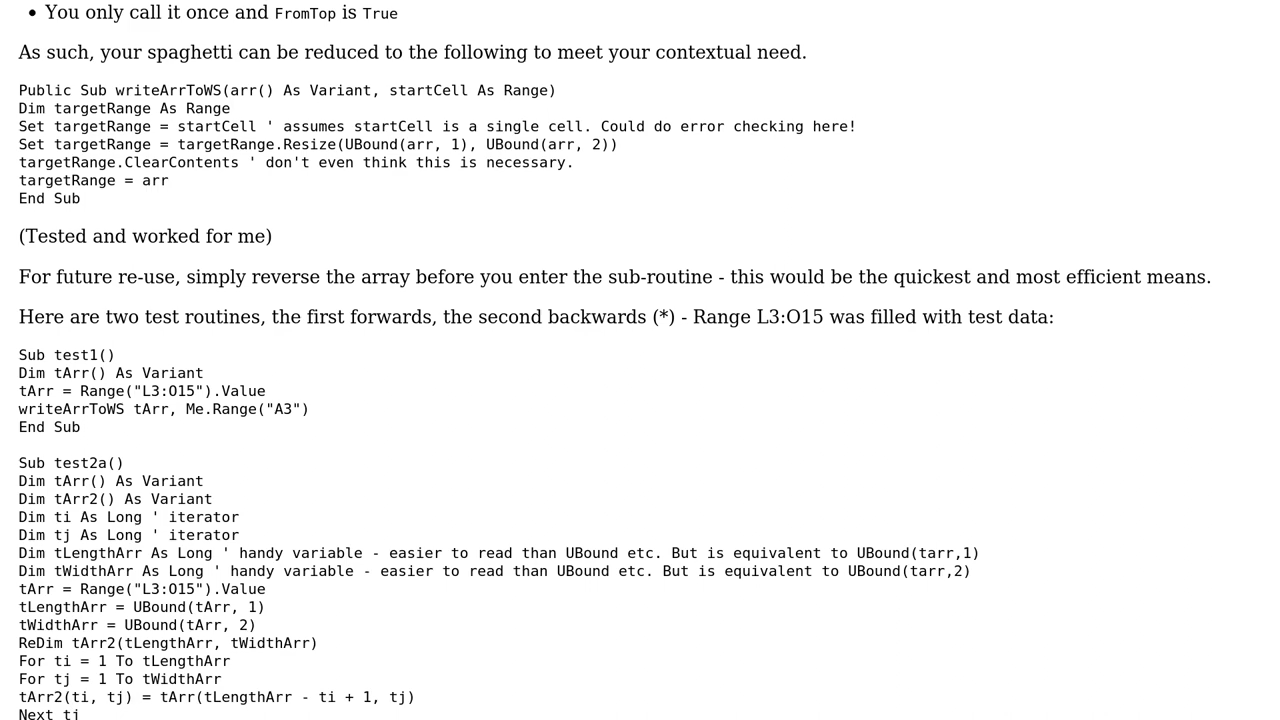 • You only call it once and FromTop is True
As such, your spaghetti can be reduced to the following to meet your contextual need.
Public Sub writeArrToWS(arr() As Variant, startCell As Range)
Dim targetRange As Range
Set targetRange = startCell ' assumes startCell is a single cell. Could do error checking here!
Set targetRange = targetRange.Resize(UBound(arr, 1), UBound(arr, 2))
targetRange.ClearContents ' don't even think this is necessary.
targetRange = arr
End Sub
(Tested and worked for me)
For future re-use, simply reverse the array before you enter the sub-routine - this would be the quickest and most efficient means.
Here are two test routines, the first forwards, the second backwards (*) - Range L3:O15 was filled with test data:
Sub test1()
Dim tArr() As Variant
tArr = Range("L3:O15").Value
writeArrToWS tArr, Me.Range("A3")
End Sub
Sub test2a()
Dim tArr() As Variant
Dim tArr2() As Variant
Dim ti As Long ' iterator
Dim tj As Long ' iterator
Dim tLengthArr As Long ' handy variable - easier to read than UBound etc. But is equivalent to UBound(tarr,1)
Dim tWidthArr As Long ' handy variable - easier to read than UBound etc. But is equivalent to UBound(tarr,2)
tArr = Range("L3:O15").Value
tLengthArr = UBound(tArr, 1)
tWidthArr = UBound(tArr, 2)
ReDim tArr2(tLengthArr, tWidthArr)
For ti = 1 To tLengthArr
For tj = 1 To tWidthArr
tArr2(ti, tj) = tArr(tLengthArr - ti + 1, tj)
Next tj